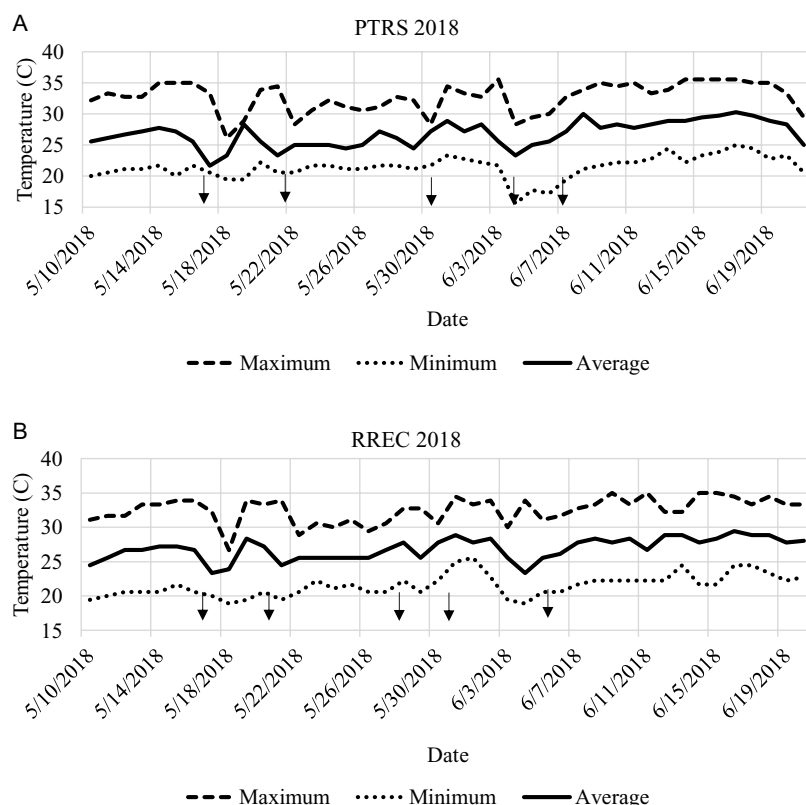 A
PTRS 2018
Temperature (C)
40
35
30
25
20
15
5/10/2018
5/14/2018
5/18/2018
5/22/2018
5/26/2018
5/30/2018
6/3/2018
6/7/2018
6/11/2018
6/15/2018
6/19/2018
Date
Maximum
Minimum
Average
B
RREC 2018
Temperature (C)
40
35
30
25
20
15
5/10/2018
5/14/2018
5/18/2018
5/22/2018
5/26/2018
5/30/2018
6/3/2018
6/7/2018
6/11/2018
6/15/2018
6/19/2018
Date
Maximum
Minimum
Average